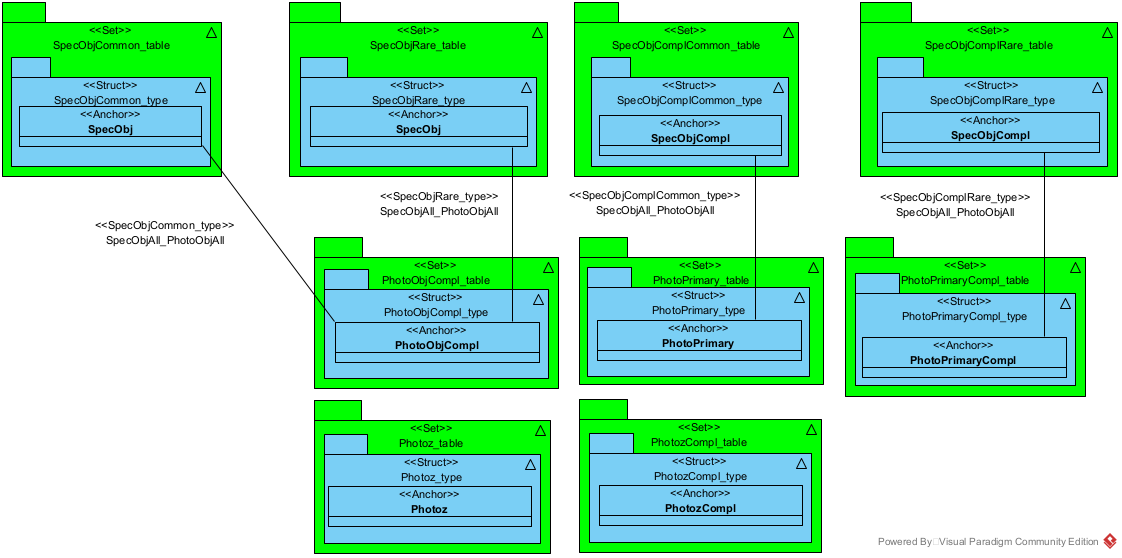 <<Set>>
SpecObjCommon_table
<<Struct>>
SpecObjCommon_type
<<Anchor>>
SpecObj
<<Set>>
SpecObjRare_table
<<Struct>>
SpecObjRare_type
<<Anchor>>
SpecObj
<<Set>>
SpecObjComplCommon_table
<<Struct>>
SpecObjComplCommon_type
<<Anchor>>
SpecObjCompl
<<Set>>
SpecObjComplRare_table
<<Struct>>
SpecObjComplRare_type
<<Anchor>>
SpecObjCompl
<<SpecObjCommon_type>>
SpecObjAll_PhotoObjAll
<<SpecObjRare_type>>
SpecObjAll_PhotoObjAll
<<SpecObjComplCommon_type>>
SpecObjAll_PhotoObjAll
<<SpecObjComplRare_type>>
SpecObjAll_PhotoObjAll
<<Set>>
PhotoObjCompl_table
<<Struct>>
PhotoObjCompl_type
<<Anchor>>
PhotoObjCompl
<<Set>>
PhotoPrimary_table
<<Struct>>
PhotoPrimary_type
<<Anchor>>
PhotoPrimary
<<Set>>
PhotoPrimaryCompl_table
<<Struct>>
PhotoPrimaryCompl_type
<<Anchor>>
PhotoPrimaryCompl
<<Set>>
Photoz_table
<<Struct>>
Photoz_type
<<Anchor>>
Photoz
<<Set>>
PhotozCompl_table
<<Struct>>
PhotozCompl_type
<<Anchor>>
PhotozCompl
Powered By Visual Paradigm Community Edition